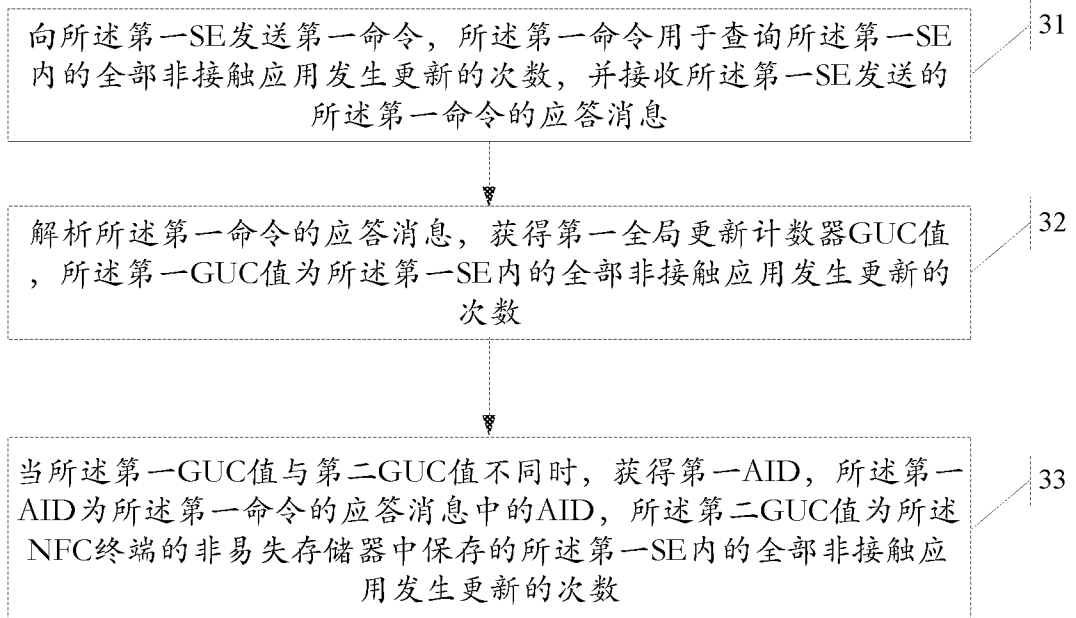 向所述第一SE发送第一命令，所述第一命令用于查询所述第一SE
内的全部非接触应用发生更新的次数，并接收所述第一SE发送的
所述第一命令的应答消息
31
解析所述第一命令的应答消息，获得第一全局更新计数器GUC值
，所述第一GUC值为所述第一SE内的全部非接触应用发生更新的
次数
32
当所述第一GUC值与第二GUC值不同时，获得第一AID，所述第一
AID为所述第一命令的应答消息中的AID，所述第二GUC值为所述
NFC终端的非易失存储器中保存的所述第一SE内的全部非接触应
用发生更新的次数
33